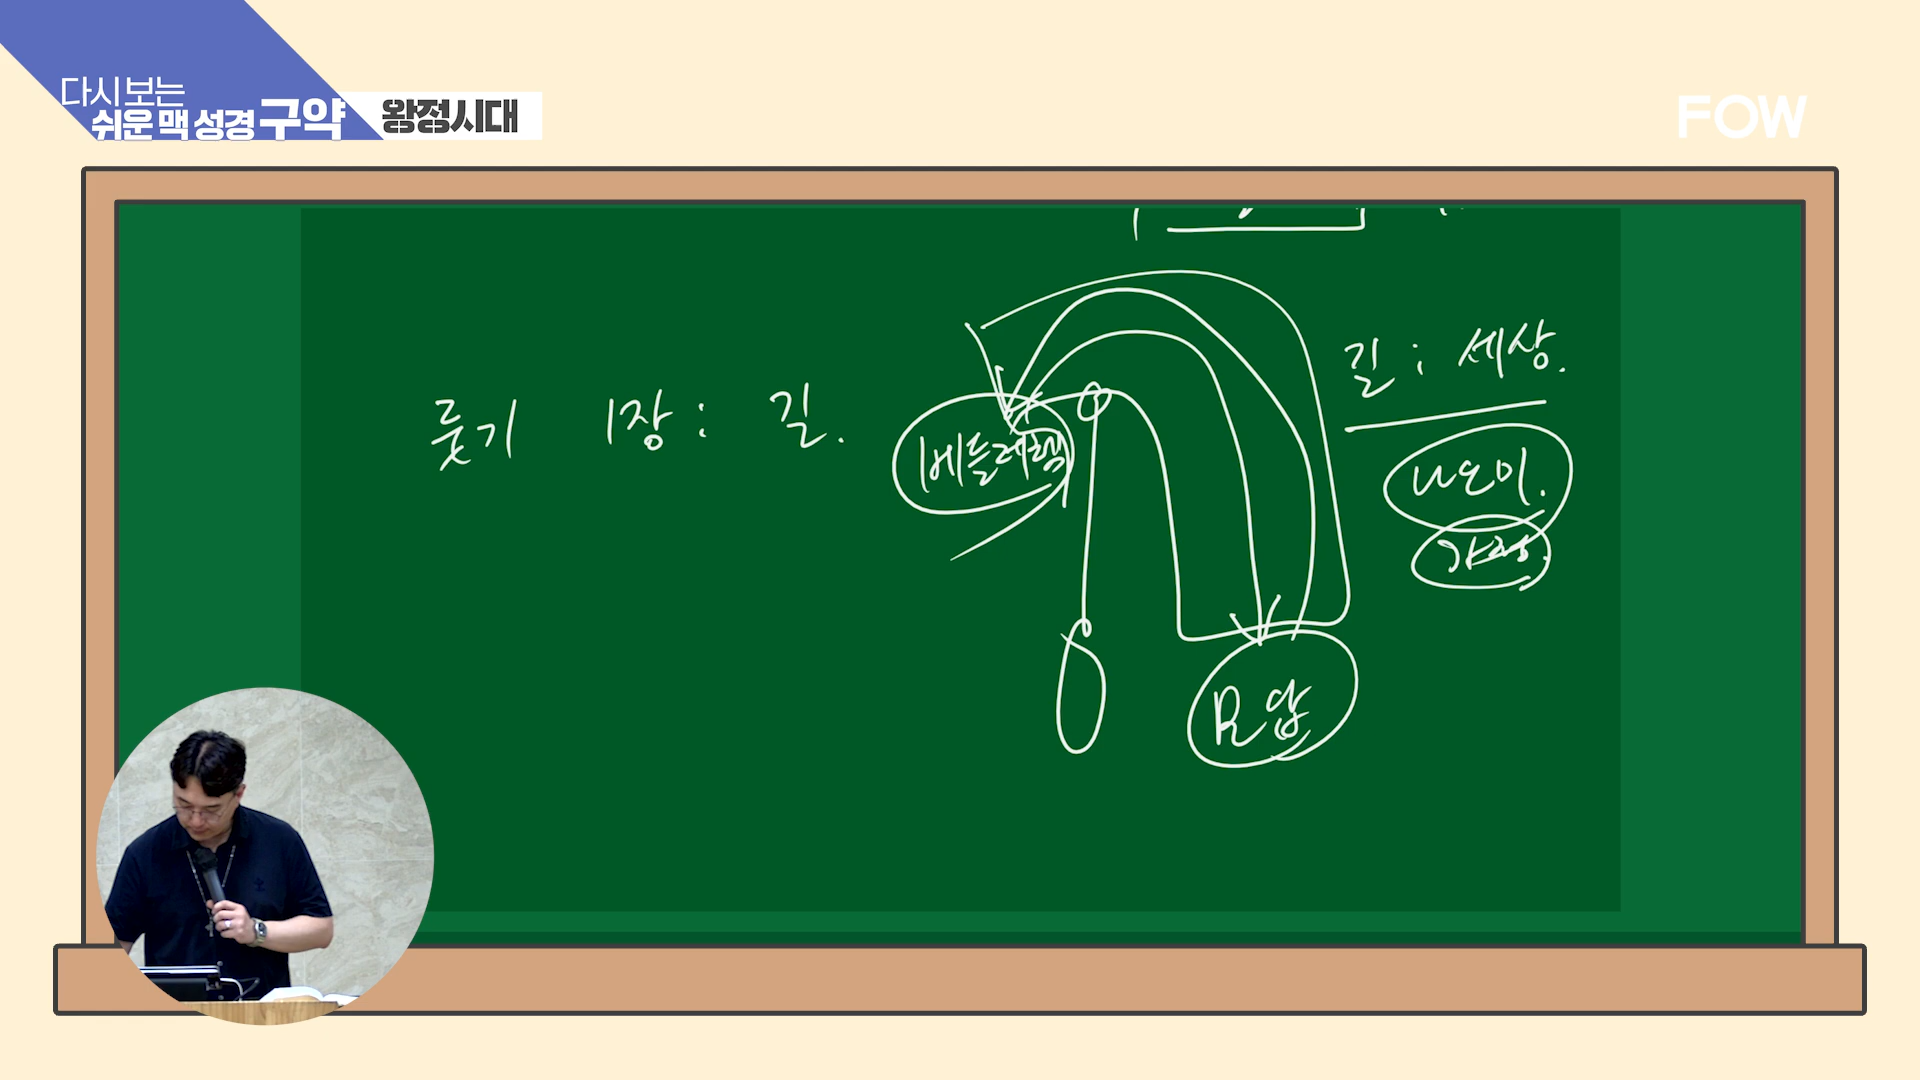 다시 보는
쉬운 맥 성경 구약
왕정시대
FOW
길 : 세상.
룻기 1장 : 길.
베들레헴
나오미.
가정.
모압